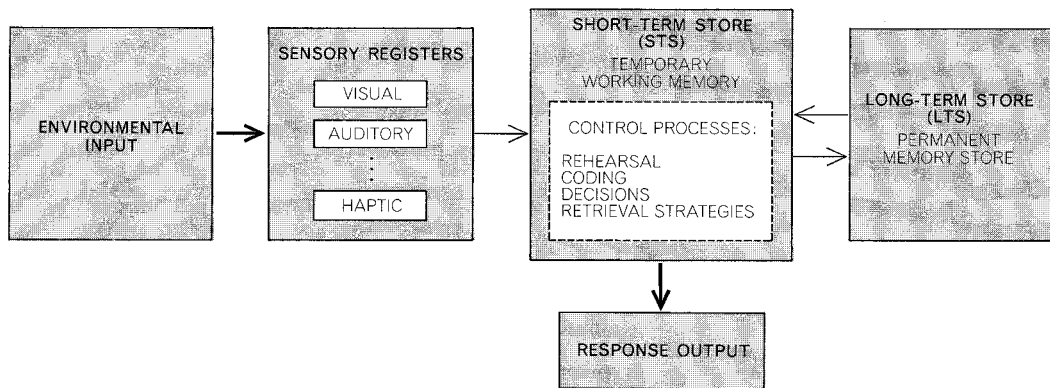 ENVIRONMENTAL
INPUT
SENSORY REGISTERS
VISUAL
AUDITORY
HAPTIC
SHORT-TERM STORE
(STS)
TEMPORARY
WORKING MEMORY
CONTROL PROCESSES:
REHEARSAL
CODING
DECISIONS
RETRIEVAL STRATEGIES
LONG-TERM STORE
(LTS)
PERMANENT
MEMORY STORE
RESPONSE OUTPUT